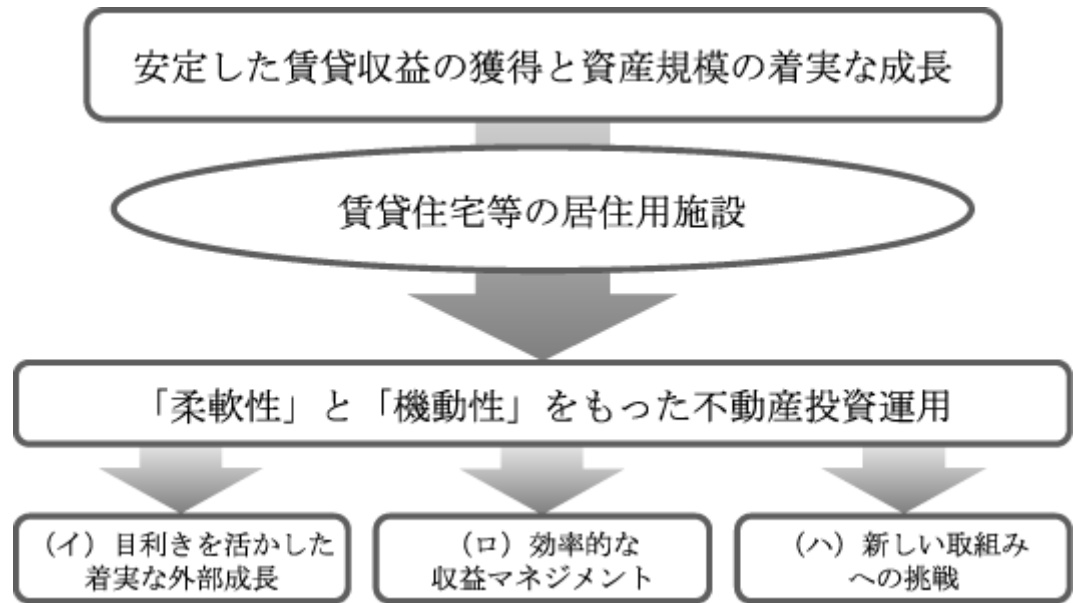 安定した賃貸収益の獲得と資産規模の着実な成長
賃貸住宅等の居住用施設
「柔軟性」と「機動性」をもった不動産投資運用
（イ）目利きを活かした
着実な外部成長
（ロ）効率的な
収益マネジメント
（ハ）新しい取組み
への挑戦